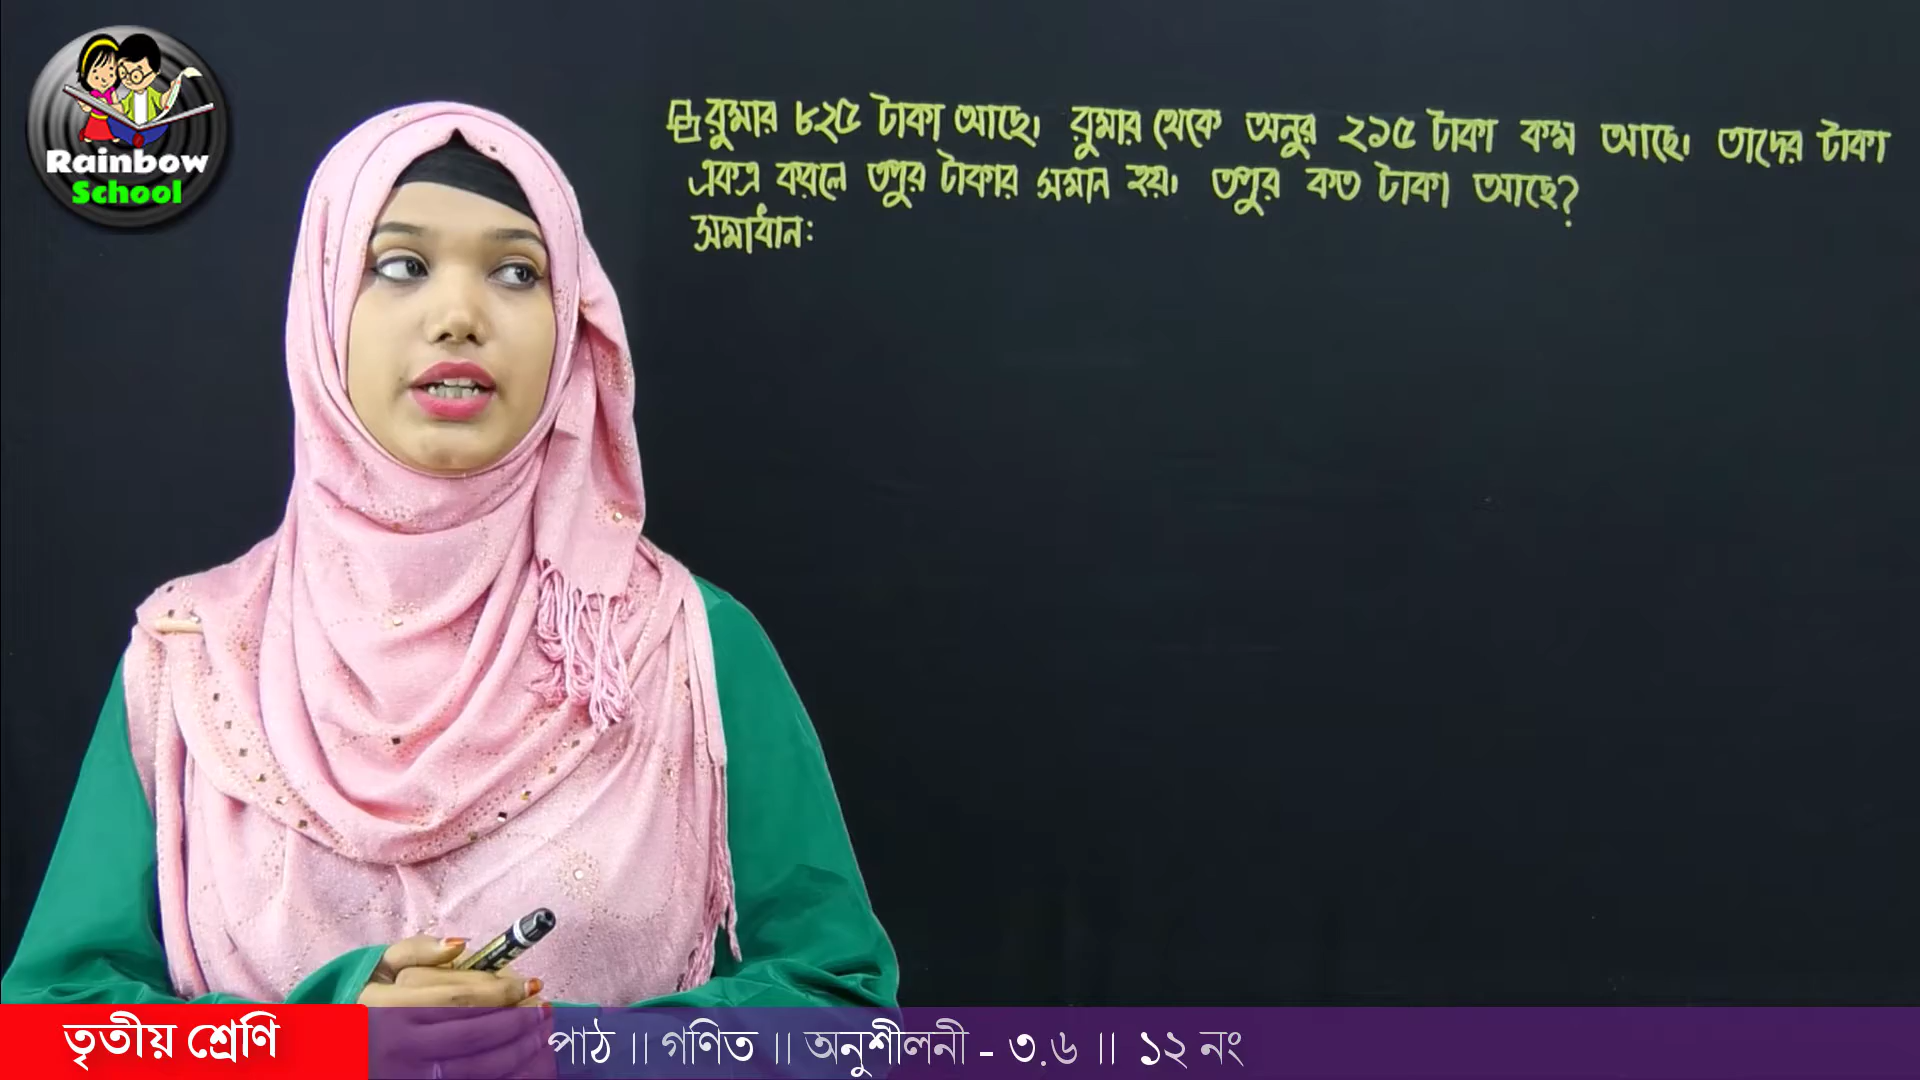 Rainbow
School
রুমার ৮২৫ টাকা আছে। রুমার থেকে অনুর ২১৫ টাকা কম আছে। তাদের টাকা
একত্র করলে তপুর টাকার সমান হয়। তপুর কত টাকা আছে?
সমাধান:
তৃতীয় শ্রেণি
পাঠ ॥ গণিত ॥ অনুশীলনী - ৩.৬ ॥ ১২ নং